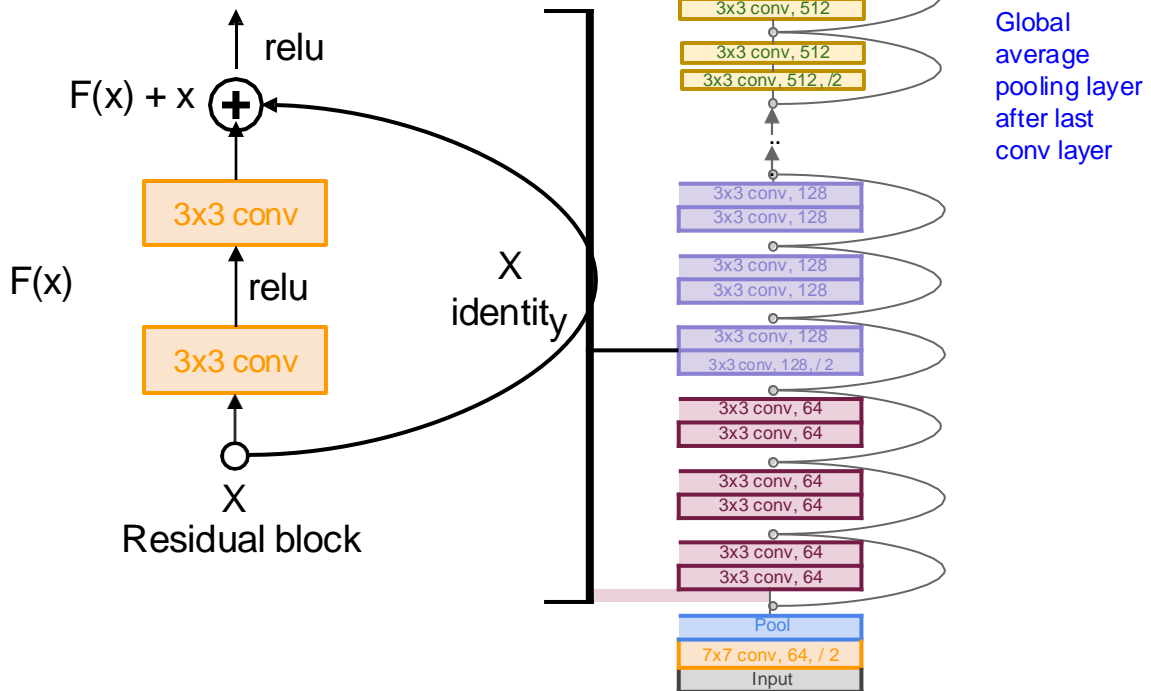 relu
F(x) + x
3x3 conv
F(x)
relu
X
identity
3x3 conv
X
Residual block
3x3 conv, 512
3x3 conv, 512
3x3 conv, 512, /2
..
3x3 conv, 128
3x3 conv, 128
3x3 conv, 128
3x3 conv, 128
3x3 conv, 128
3x3 conv, 128, / 2
3x3 conv, 64
3x3 conv, 64
3x3 conv, 64
3x3 conv, 64
3x3 conv, 64
3x3 conv, 64
Pool
7x7 conv, 64, / 2
Input
Global
average
pooling layer
after last
conv layer